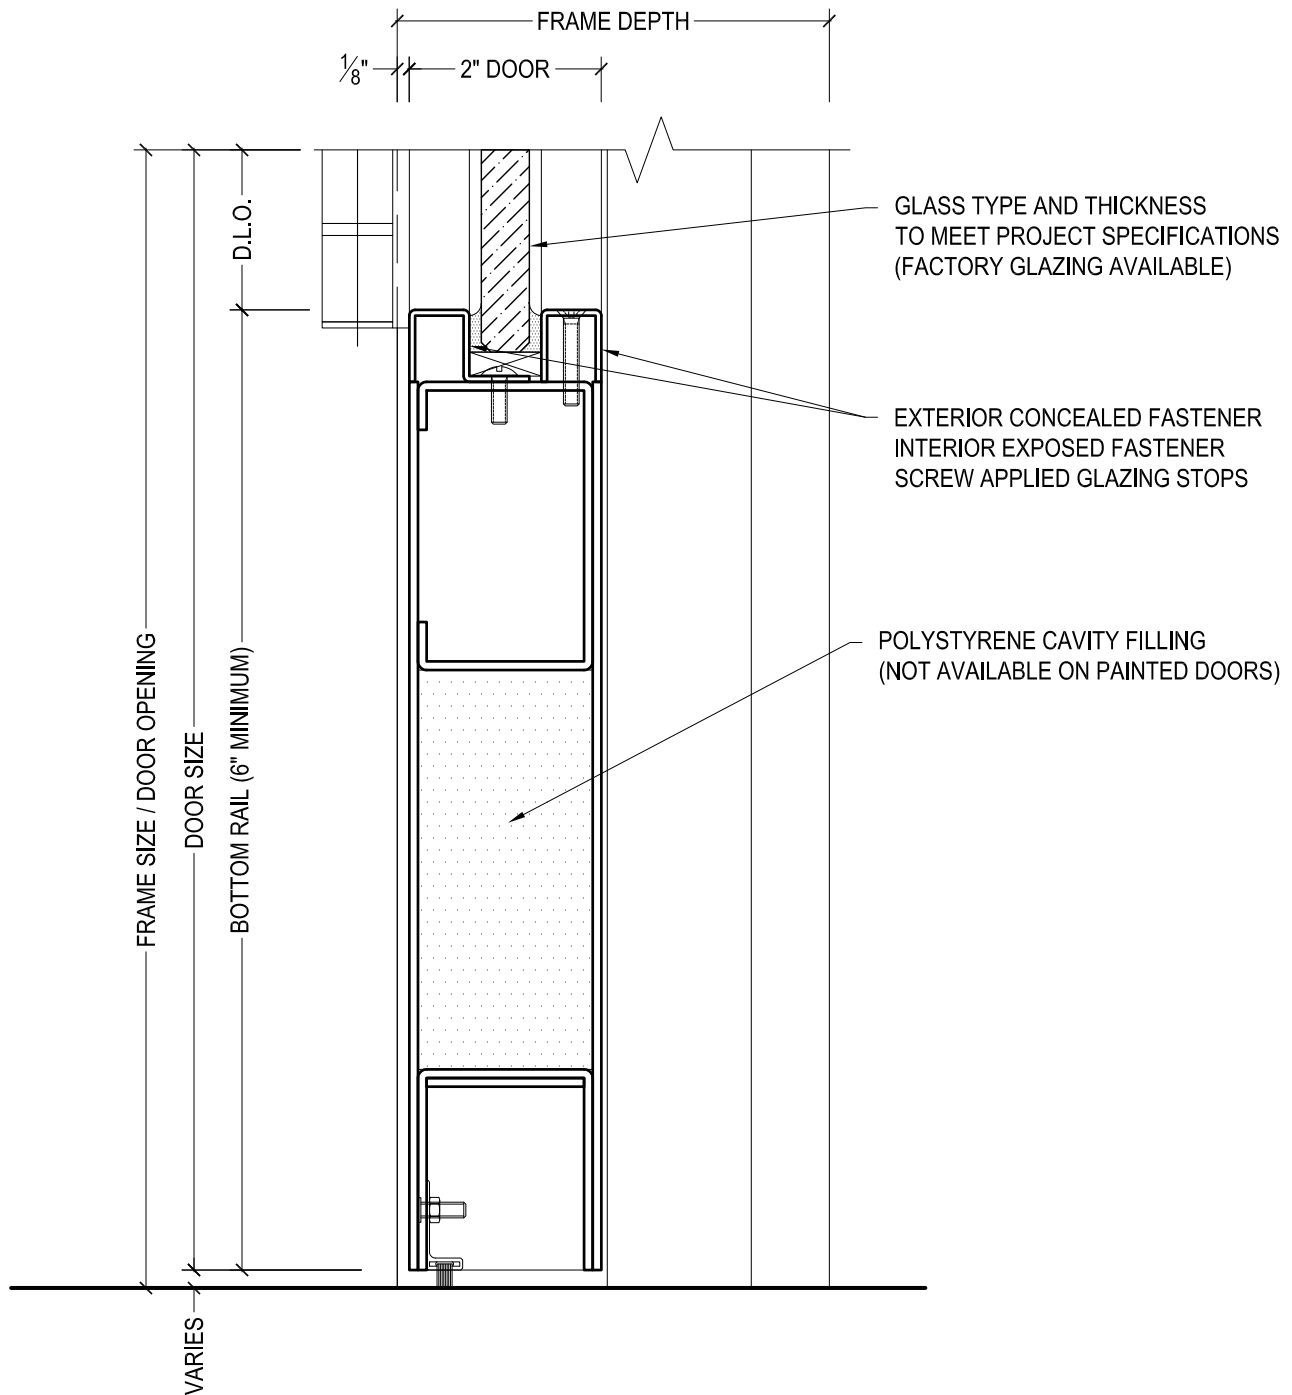 FRAME DEPTH
1/8"
2" DOOR
D.L.O.
GLASS TYPE AND THICKNESS
TO MEET PROJECT SPECIFICATIONS
(FACTORY GLAZING AVAILABLE)
EXTERIOR CONCEALED FASTENER
INTERIOR EXPOSED FASTENER
SCREW APPLIED GLAZING STOPS
POLYSTYRENE CAVITY FILLING
(NOT AVAILABLE ON PAINTED DOORS)
FRAME SIZE / DOOR OPENING
DOOR SIZE
BOTTOM RAIL (6" MINIMUM)
VARIES